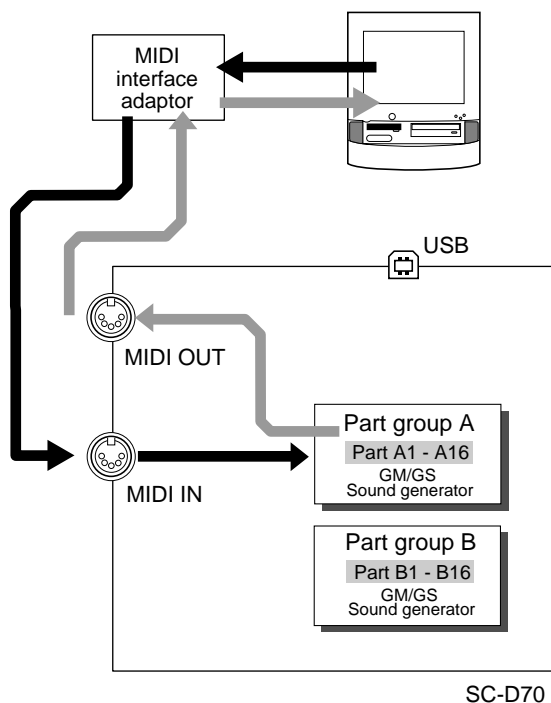 MIDI
interface
adaptor
USB
MIDI OUT
MIDI IN
Part group A
Part A1 - A16
GM/GS
Sound generator
Part group B
Part B1 - B16
GM/GS
Sound generator
SC-D70